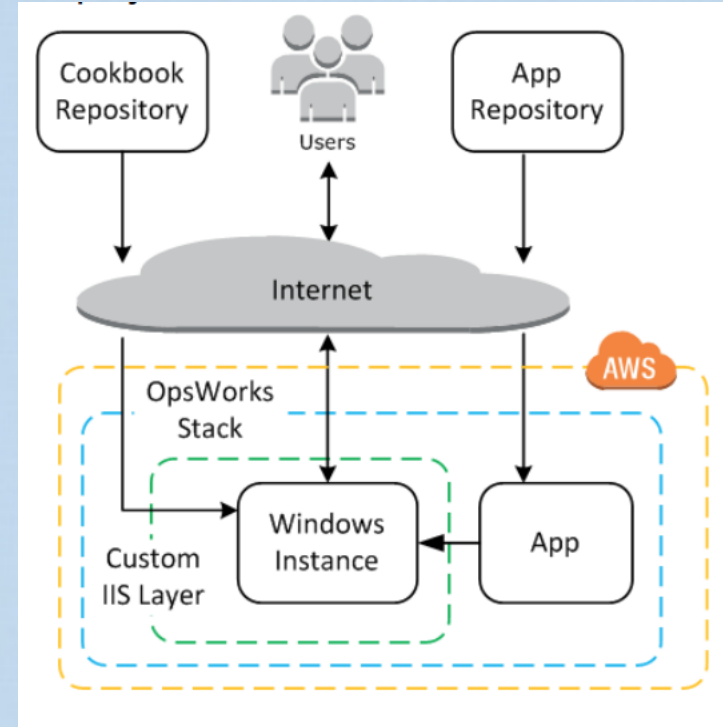 Cookbook
Repository
Users
App
Repository
Internet
AWS
OpsWorks
Stack
Windows
Instance
App
Custom
IIS Layer